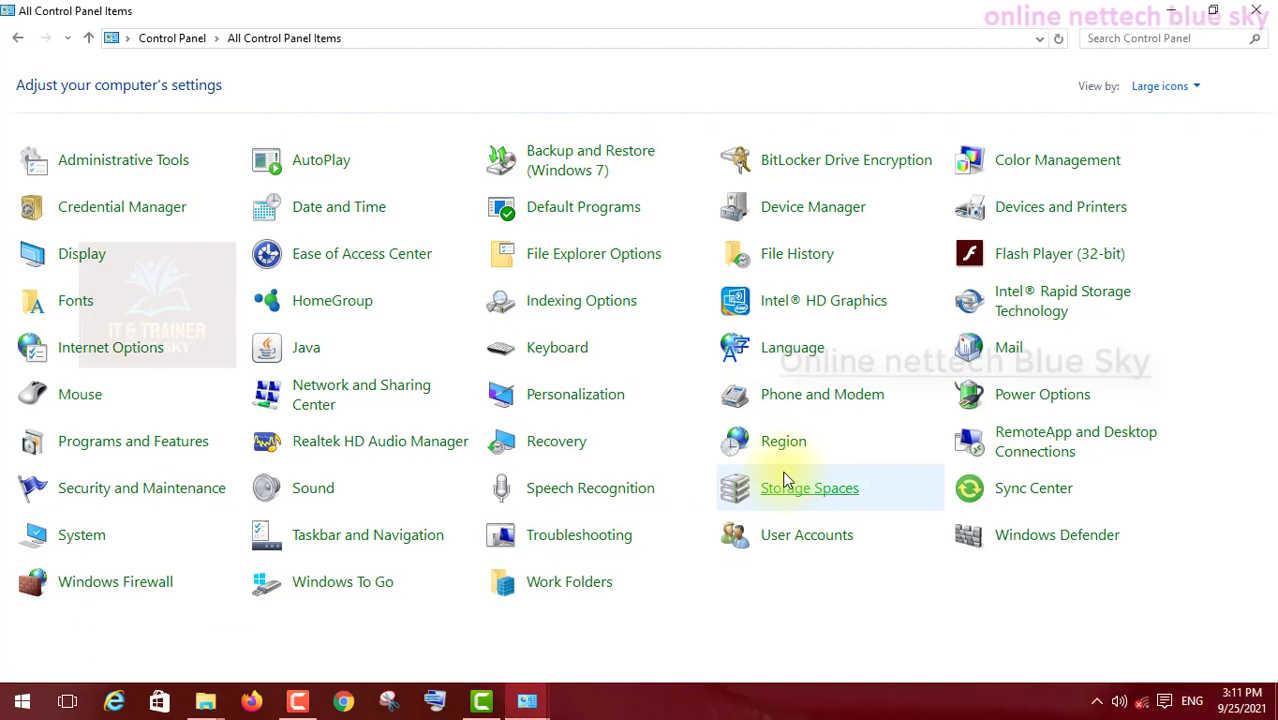 All Control Panel Items
online nettech blue sky
Control Panel
All Control Panel Items
Search Control Panel
Adjust your computer's settings
View by:
Large icons
Administrative Tools
AutoPlay
Backup and Restore
(Windows 7)
BitLocker Drive Encryption
Color Management
Credential Manager
Date and Time
Default Programs
Device Manager
Devices and Printers
Display
Ease of Access Center
File Explorer Options
File History
Flash Player (32-bit)
Fonts
HomeGroup
Indexing Options
Intel® HD Graphics
Intel® Rapid Storage
Technology
IT & TRAINER
SKY
Internet Options
Java
Keyboard
Language
Mail
Online nettech Blue Sky
Mouse
Network and Sharing
Center
Personalization
Phone and Modem
Power Options
Programs and Features
Realtek HD Audio Manager
Recovery
Region
RemoteApp and Desktop
Connections
Security and Maintenance
Sound
Speech Recognition
Storage Spaces
Sync Center
System
Taskbar and Navigation
Troubleshooting
User Accounts
Windows Defender
Windows Firewall
Windows To Go
Work Folders
ENG
3:11 PM
9/25/2021